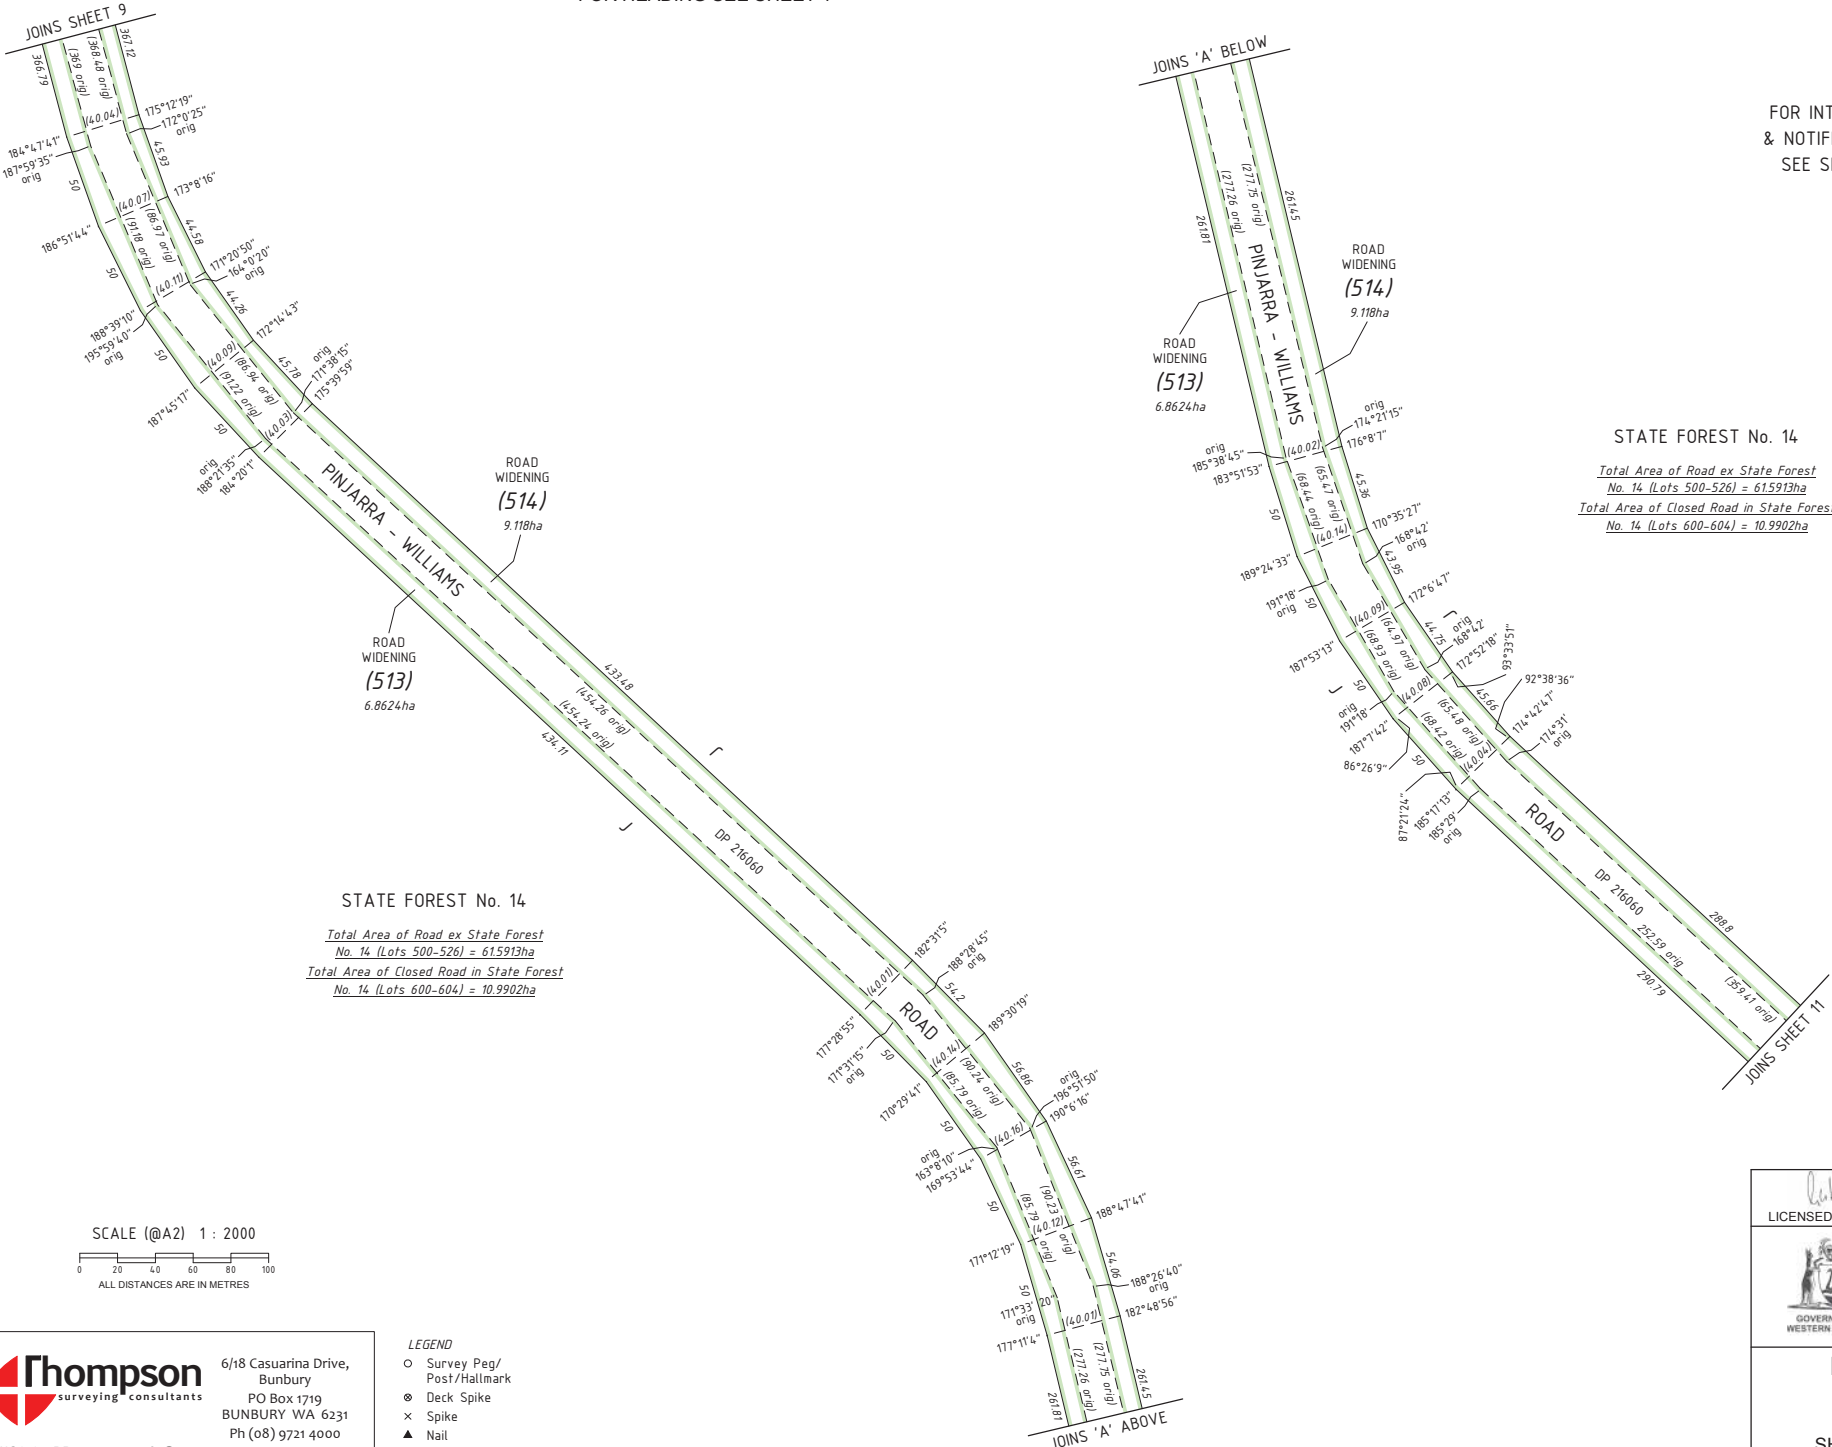 JOINS SHEET 9
366.79
(369 orig)
(368.48 orig)
367.12
(40.04)
175°12'19"
172°0'25"
orig
184°47'41"
187°59'35"
orig
50
45.93
(40.07)
173°8'16"
186°51'44"
(91.18 orig)
(86.97 orig)
44.58
50
(40.11)
171°20'50"
164°0'20"
orig
188°39'10"
195°59'40"
orig
44.26
172°14'43"
50
(40.09)
(86.94 orig)
(91.22 orig)
45.78
orig
171°38'15"
175°39'59"
187°45'17"
50
(40.03)
orig
188°21'35"
184°20'1"
PINJARRA - WILLIAMS
ROAD
WIDENING
(514)
9.118ha
ROAD
WIDENING
(513)
6.8624ha
433.48
(454.26 orig)
(454.24 orig)
434.11
DP 216060
STATE FOREST No. 14
Total Area of Road ex State Forest
No. 14 (Lots 500-526) = 61.5913ha
Total Area of Closed Road in State Forest
No. 14 (Lots 600-604) = 10.9902ha
182°31'5"
188°28'45"
orig
(40.01)
54.2
ROAD
177°28'55"
171°31'15"
orig
50
189°30'19"
(40.14)
(90.24 orig)
(85.79 orig)
56.86
170°29'41"
50
orig
196°51'50"
190°6'16"
(40.16)
orig
163°8'10"
169°53'44"
56.61
50
(85.79 orig)
(90.23 orig)
(40.12)
188°47'41"
171°12'19"
54.06
50
188°26'40"
orig
171°33'20"
orig
(40.01)
182°48'56"
177°11'4"
(277.26 orig)
(277.75 orig)
261.81
261.45
JOINS 'A' ABOVE
JOINS 'A' BELOW
(277.26 orig)
(277.75 orig)
261.81
261.45
PINJARRA - WILLIAMS
ROAD
WIDENING
(514)
9.118ha
ROAD
WIDENING
(513)
6.8624ha
orig
174°21'15"
176°8'7"
(40.02)
orig
185°38'45"
183°51'53"
(68.44 orig)
(65.47 orig)
45.36
50
170°35'27"
168°42'
orig
(40.14)
189°24'33"
191°18'
orig
43.95
172°6'47"
50
(40.09)
(64.97 orig)
(68.93 orig)
44.75
187°53'13"
orig
168°42'
172°52'18"
93°33'51"
50
(40.08)
orig
191°18'
187°7'42"
86°26'9"
45.66
92°38'36"
174°42'47"
174°31'
orig
(65.48 orig)
(68.42 orig)
(40.04)
50
87°21'24"
185°17'13"
185°29'
orig
ROAD
DP 216060
288.8
252.59 orig
(359.41 orig)
290.79
JOINS SHEET 11
SEE
STATE FOREST No. 14
Total Area of Road ex State Forest
No. 14 (Lots 500-526) = 61.5913ha
Total Area of Closed Road in State
No. 14 (Lots 600-604) = 10.9902ha
SCALE (@A2) 1 : 2000
0 20 40 60 80 100
ALL DISTANCES ARE IN METRES
Thompson
surveying consultants
6/18 Casuarina Drive,
Bunbury
PO Box 1719
BUNBURY WA 6231
Ph (08) 9721 4000
LEGEND
Survey Peg/
Post/Hallmark
Deck Spike
Spike
Nail
LICENSED
WESTERN